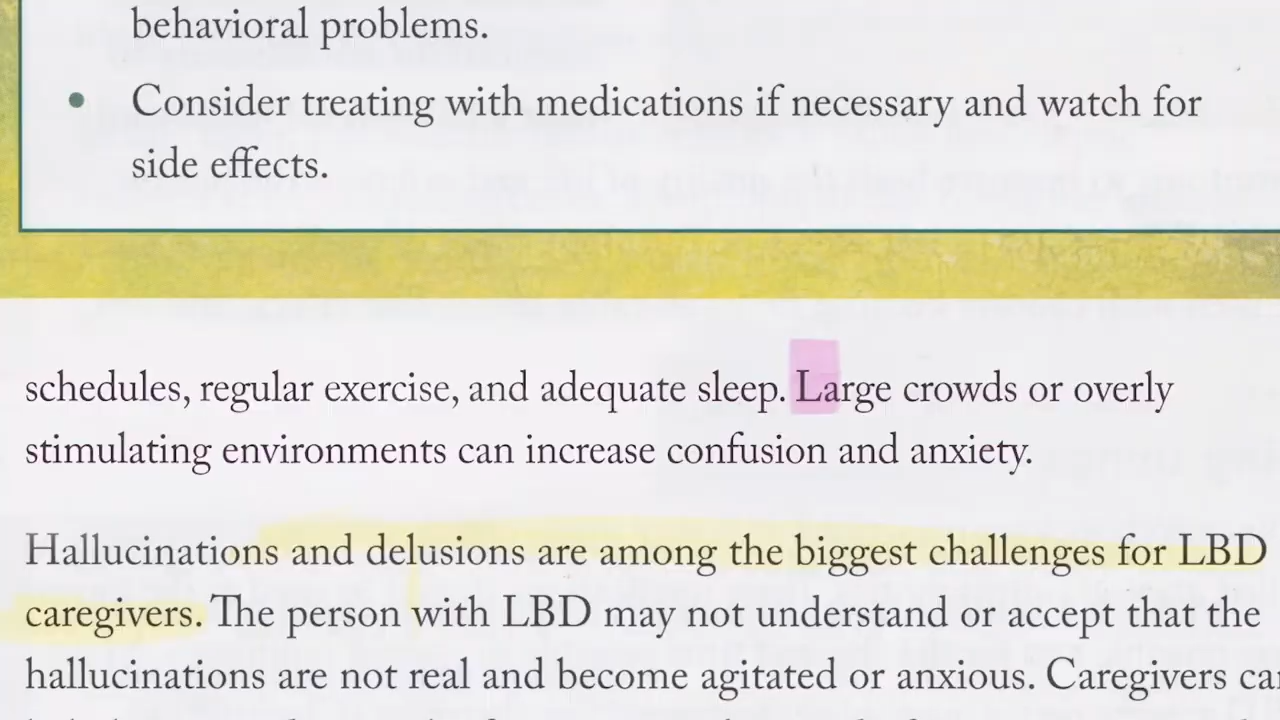 behavioral problems.
• Consider treating with medications if necessary and watch for
side effects.
schedules, regular exercise, and adequate sleep. Large crowds or overly
stimulating environments can increase confusion and anxiety.
Hallucinations and delusions are among the biggest challenges for LBD
caregivers. The person with LBD may not understand or accept that the
hallucinations are not real and become agitated or anxious. Caregivers